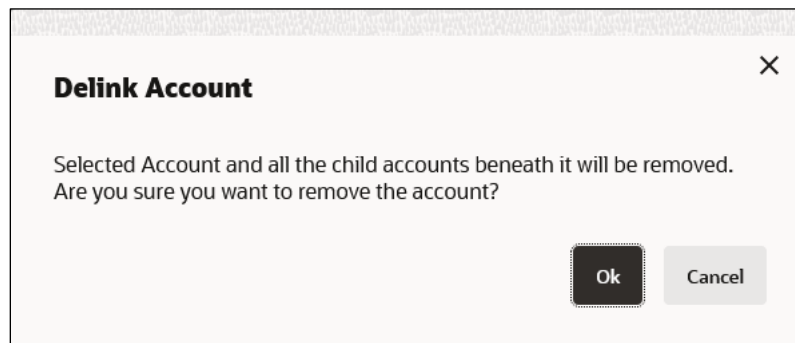 Delink Account
Selected Account and all the child accounts beneath it will be removed.
Are you sure you want to remove the account?
Ok Cancel